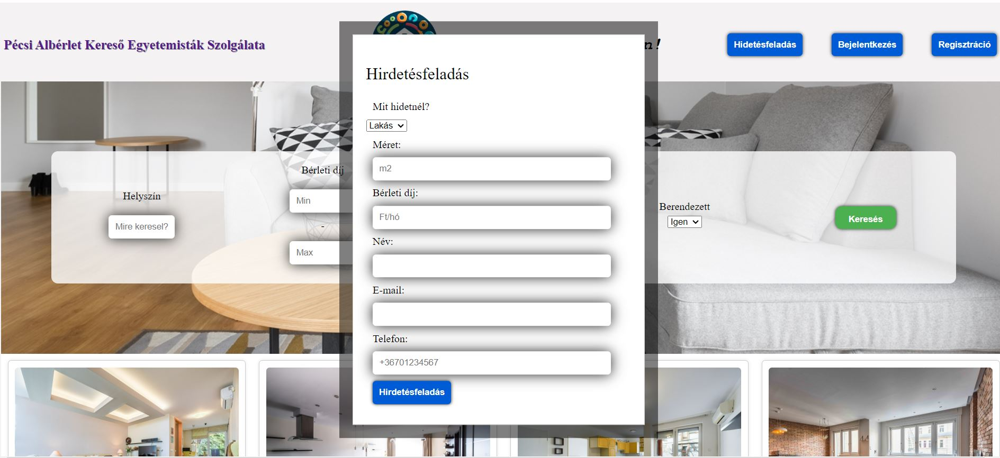 Pécsi Albérlet Kereső Egyetemisták Szolgálata
n!
Hidetésfeladás
Bejelentkezés
Regisztráció
Helyszín
Mire keresel?
Bérleti díj
Min
-
Max
Berendezett
Igen
Keresés
Hirdetésfeladás
Mit hidetnél?
Lakás
Méret:
m2
Bérleti díj:
Ft/hó
Név:
E-mail:
Telefon:
+36701234567
Hirdetésfeladás